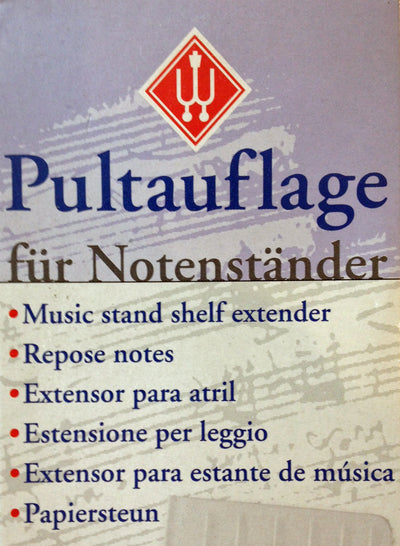 Pultauflage
für Notenständer
• Music stand shelf extender
• Repose notes
• Extensor para atril
• Estensione per leggio
• Extensor para estante de música
• Papiersteun